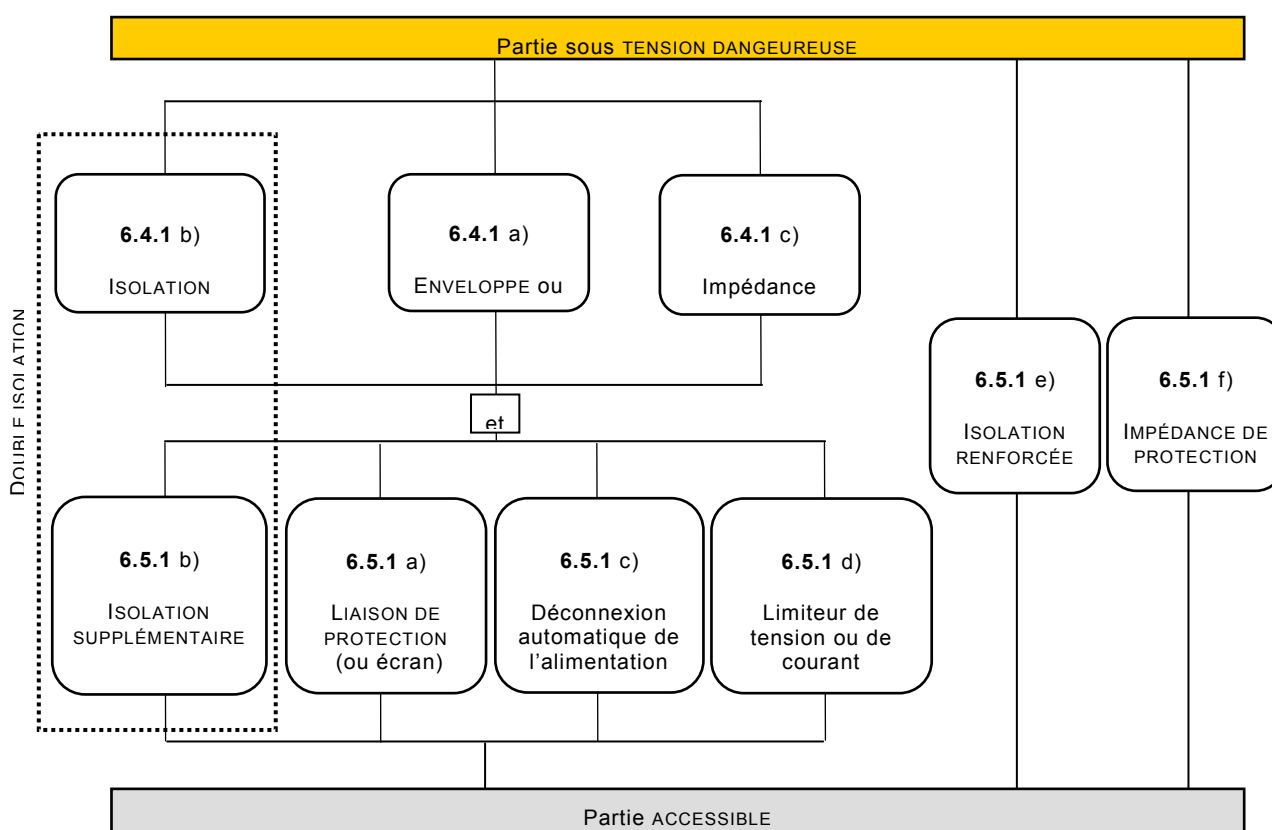 Partie sous TENSION DANGEUREUSE
6.4.1 b)
ISOLATION
6.4.1 a)
ENVELOPPE ou
6.4.1 c)
Impédance
6.5.1 e)
ISOLATION
RENFORCÉE
6.5.1 f)
IMPÉDANCE DE
PROTECTION
et
DOUBLE ISOLATION
6.5.1 b)
ISOLATION
SUPPLÉMENTAIRE
6.5.1 a)
LIAISON DE
PROTECTION
(ou écran)
6.5.1 c)
Déconnexion
automatique de
l'alimentation
6.5.1 d)
Limiteur de
tension ou de
courant
Partie ACCESSIBLE